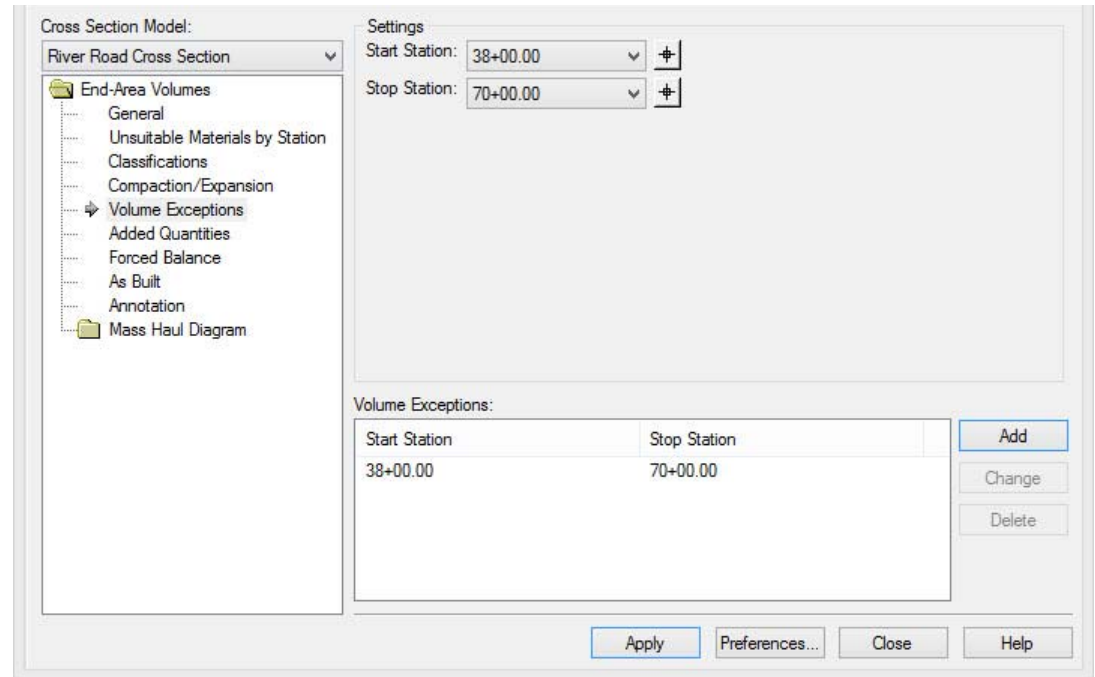 Cross Section Model:
River Road Cross Section
End-Area Volumes
General
Unsuitable Materials by Station
Classifications
Compaction/Expansion
Volume Exceptions
Added Quantities
Forced Balance
As Built
Annotation
Mass Haul Diagram
Settings
Start Station: 38+00.00
Stop Station: 70+00.00
Volume Exceptions:
Start Station Stop Station
38+00.00 70+00.00
Add
Change
Delete
Apply Preferences... Close Help